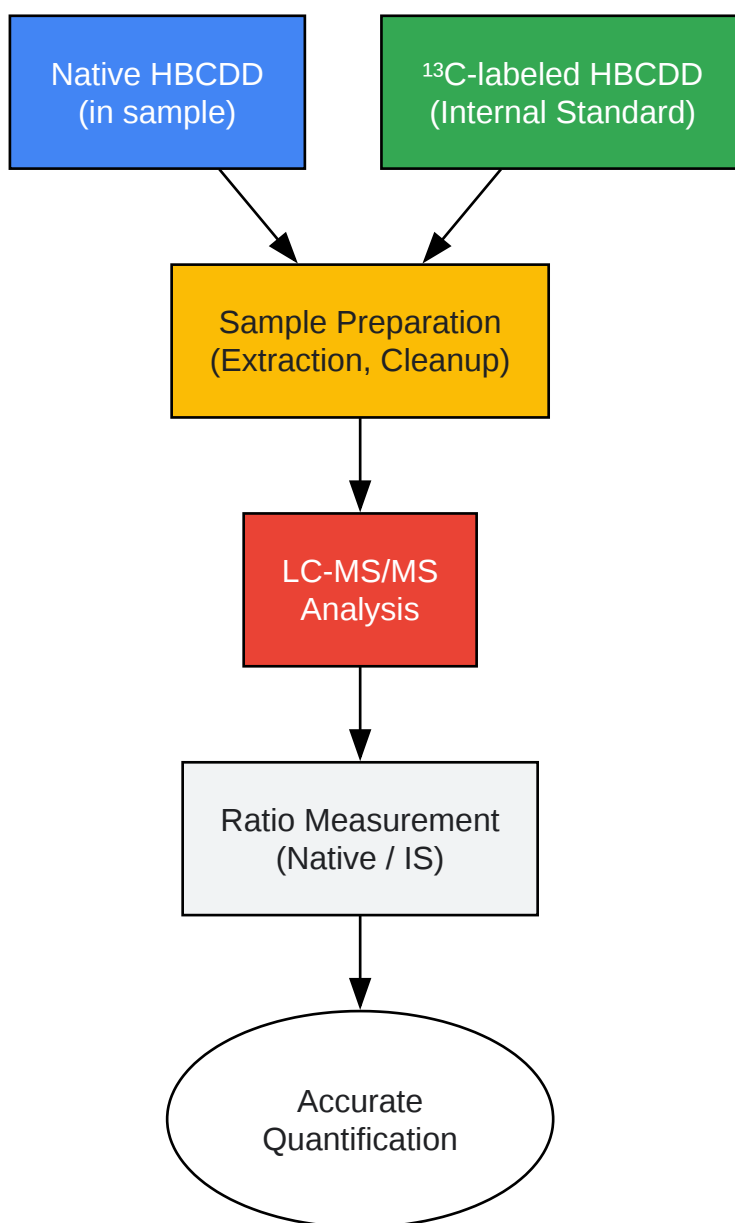 Native HBCDD
(in sample)
¹³C-labeled HBCDD
(Internal Standard)
Sample Preparation
(Extraction, Cleanup)
LC-MS/MS
Analysis
Ratio Measurement
(Native / IS)
Accurate
Quantification